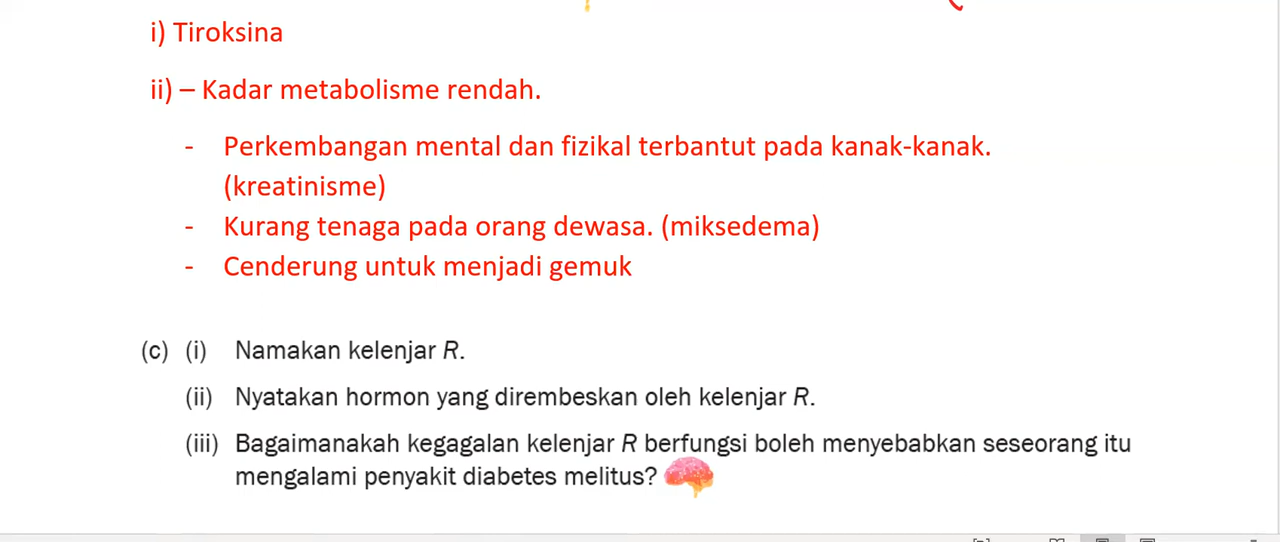 i) Tiroksina
ii) – Kadar metabolisme rendah.
- Perkembangan mental dan fizikal terbantut pada kanak-kanak.
(kreatinisme)
- Kurang tenaga pada orang dewasa. (miksedema)
- Cenderung untuk menjadi gemuk
(c) (i) Namakan kelenjar R.
(ii) Nyatakan hormon yang dirembeskan oleh kelenjar R.
(iii) Bagaimanakah kegagalan kelenjar R berfungsi boleh menyebabkan seseorang itu
mengalami penyakit diabetes melitus?